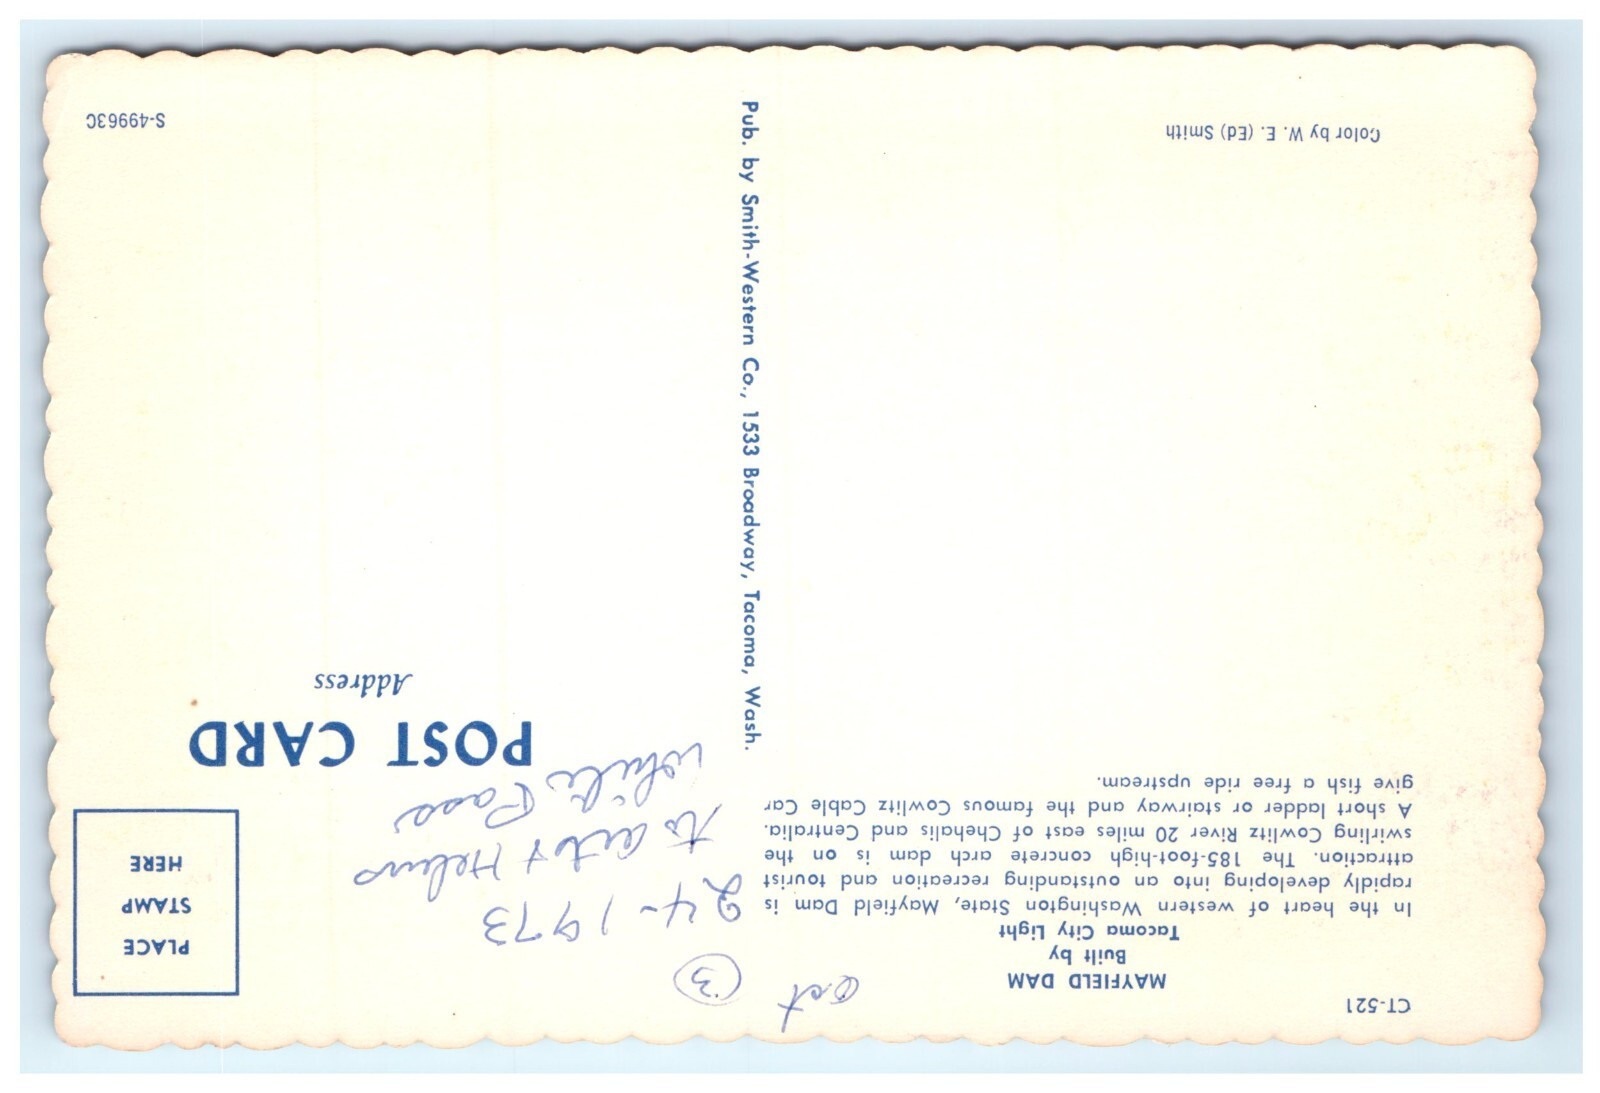 CT-521
MAYFIELD DAM
Built by
Tacoma City Light
In the heart of western Washington State, Mayfield Dam is
rapidly developing into an outstanding recreation and tourist
attraction. The 185-foot-high concrete arch dam is on the
swirling Cowlitz River 20 miles east of Chehalis and Centralia.
A short ladder or stairway and the famous Cowlitz Cable Car
give fish a free ride upstream.
Color by W. E. (Ed) Smith
Pub. by Smith-Western Co., 1533 Broadway, Tacoma, Wash.
Oct 3
24-1973
to + Helens
White Pass
PLACE
STAMP
HERE
POST CARD
Address
S-49963C